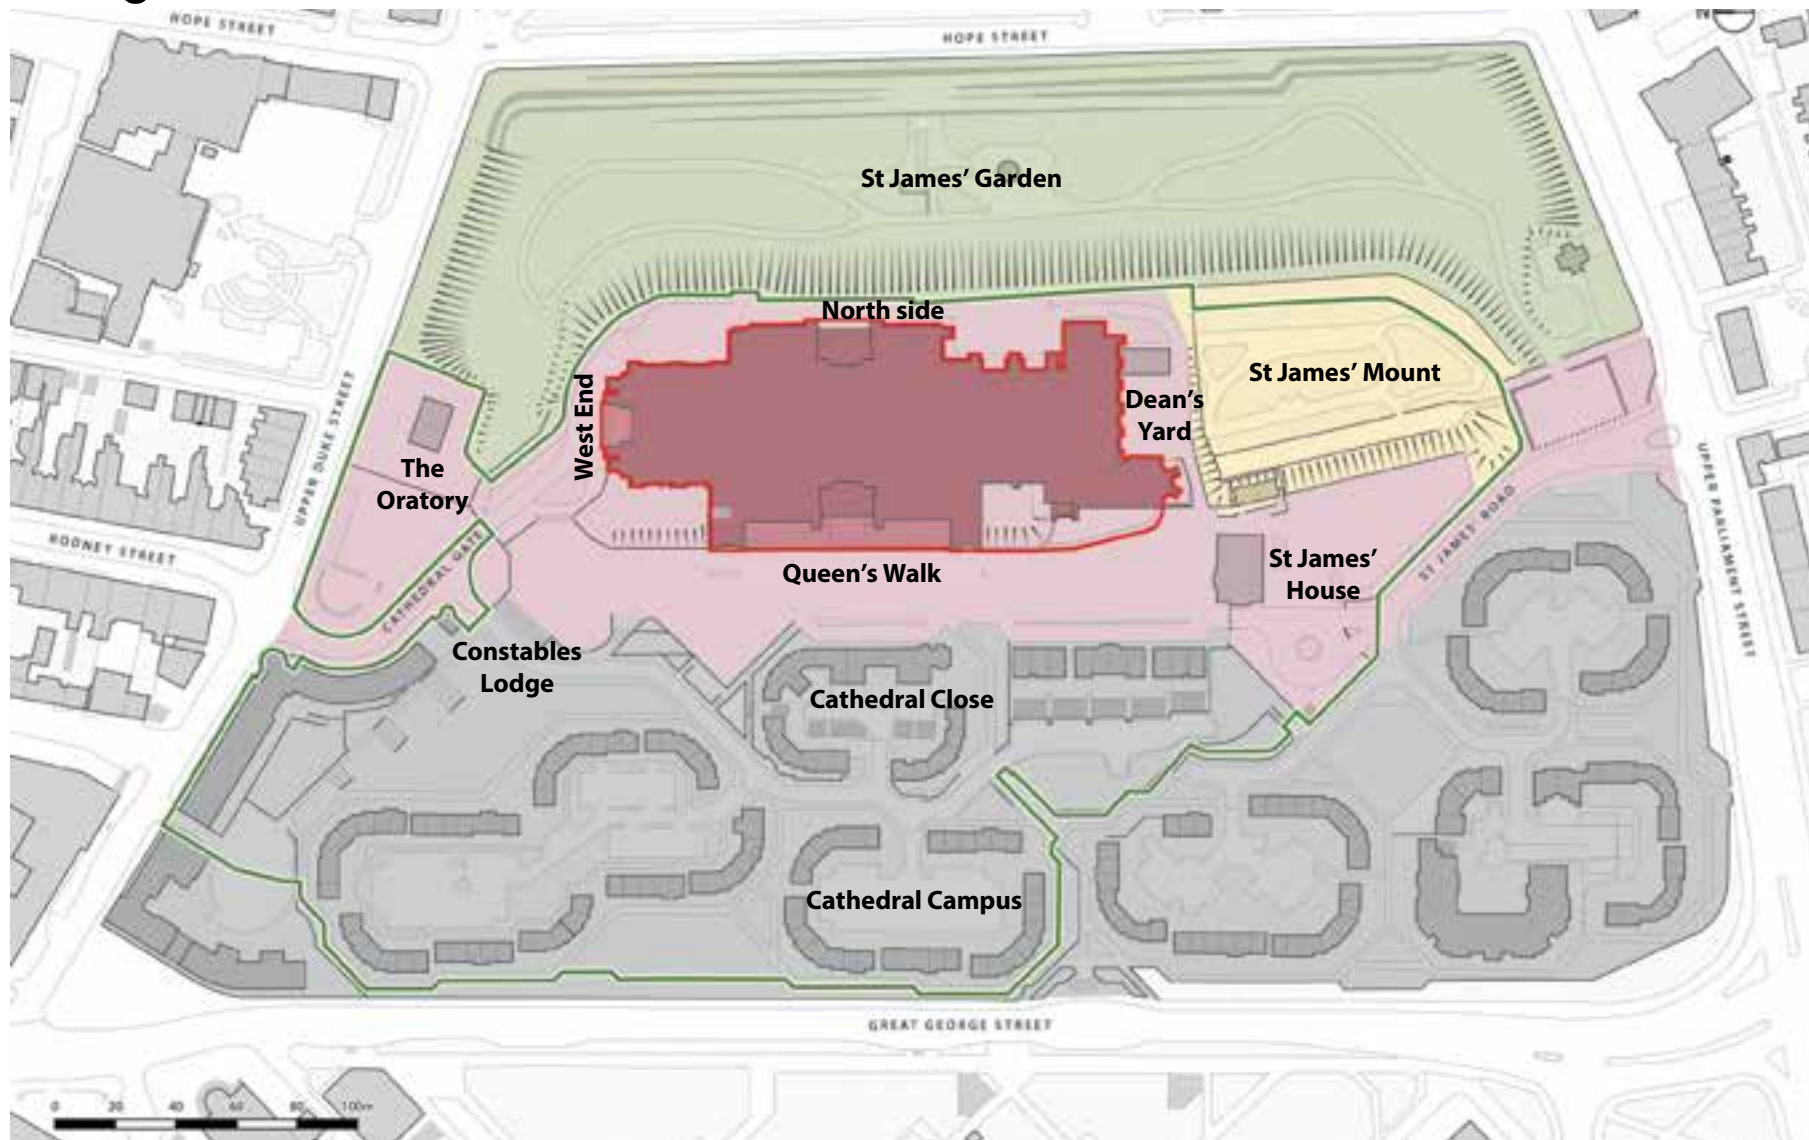 HOPE STREET
HOPE STREET
St James’ Garden
North side
West End
St James’ Mount
Dean’s
Yard
The
Oratory
UPPER DUKE STREET
RODNEY STREET
CATHEDRAL GATE
Queen’s Walk
St James’
House
ST JAMES' ROAD
UPPER PARLIAMENT STREET
Constables
Lodge
Cathedral Close
Cathedral Campus
GREAT GEORGE STREET
0 20 40 60 80 100m